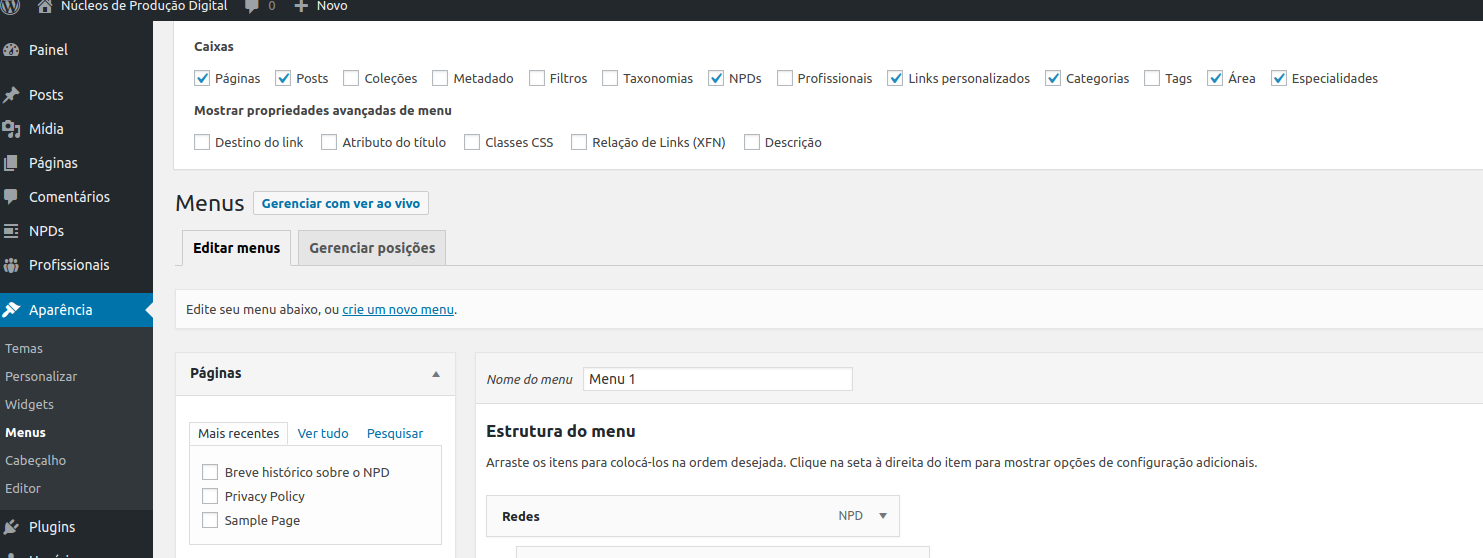 Núcleos de Produção Digital 0 Novo
Painel
Posts
Mídia
Páginas
Comentários
NPDs
Profissionais
Aparência
Temas
Personalizar
Widgets
Menus
Cabeçalho
Editor
Plugins
Caixas
Páginas Posts Coleções Metadado Filtros Taxonomias NPDs Profissionais Links personalizados Categorias Tags Área Especialidades
Mostrar propriedades avançadas de menu
Destino do link Atributo do título Classes CSS Relação de Links (XFN) Descrição
Menus Gerenciar com ver ao vivo
Editar menus Gerenciar posições
Edite seu menu abaixo, ou crie um novo menu.
Páginas
Mais recentes Ver tudo Pesquisar
Breve histórico sobre o NPD
Privacy Policy
Sample Page
Nome do menu Menu 1
Estrutura do menu
Arraste os itens para colocá-los na ordem desejada. Clique na seta à direita do item para mostrar opções de configuração adicionais.
Redes NPD